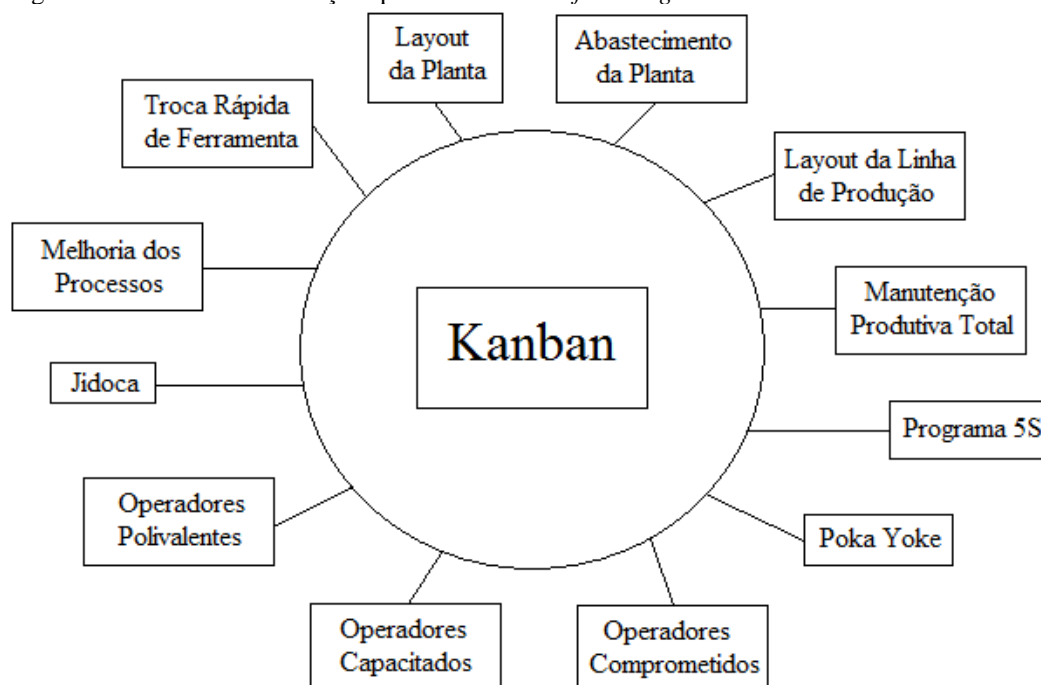 Layout
da Planta
Abastecimento
da Planta
Troca Rápida
de Ferramenta
Layout da Linha
de Produção
Melhoria dos
Processos
Manutenção
Produtiva Total
Kanban
Jidoca
Programa 5S
Operadores
Polivalentes
Poka Yoke
Operadores
Capacitados
Operadores
Comprometidos